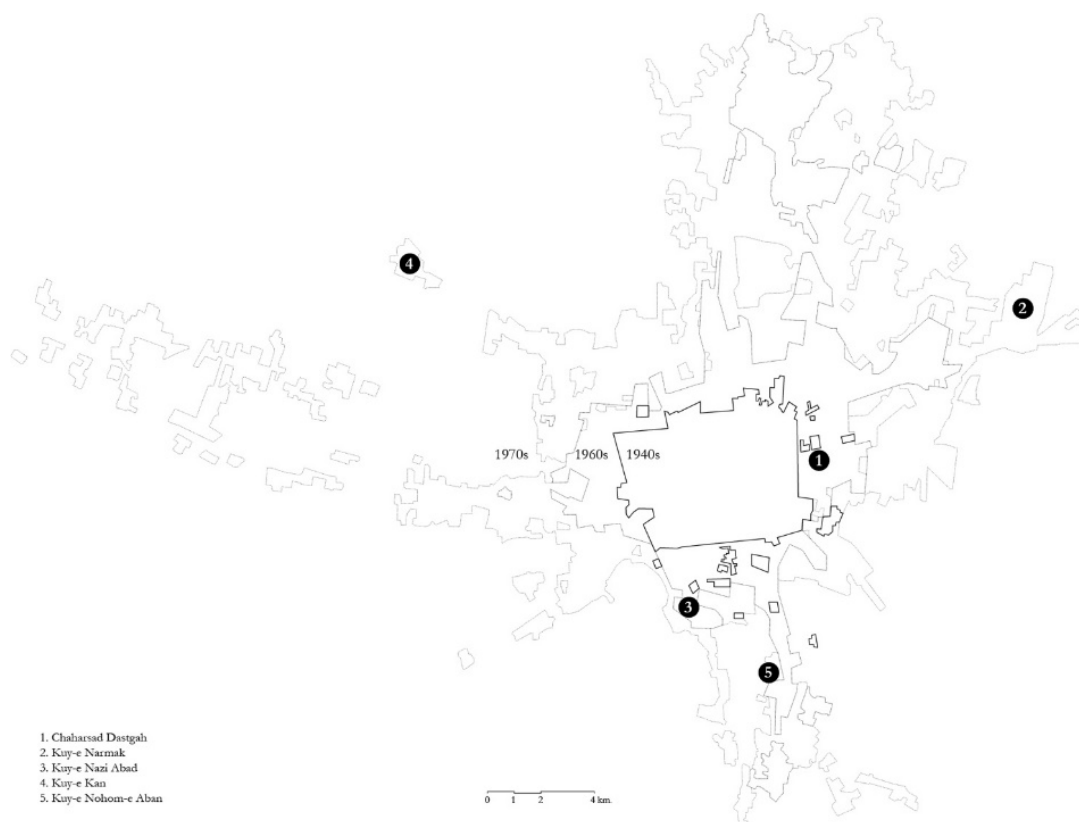 4
2
1970s 1960s 1940s
1
3
5
1. Chaharsad Dastgah
2. Kuy-e Narmak
3. Kuy-e Nazi Abad
4. Kuy-e Kan
5. Kuy-e Nohom-e Aban
0 1 2 4 km.